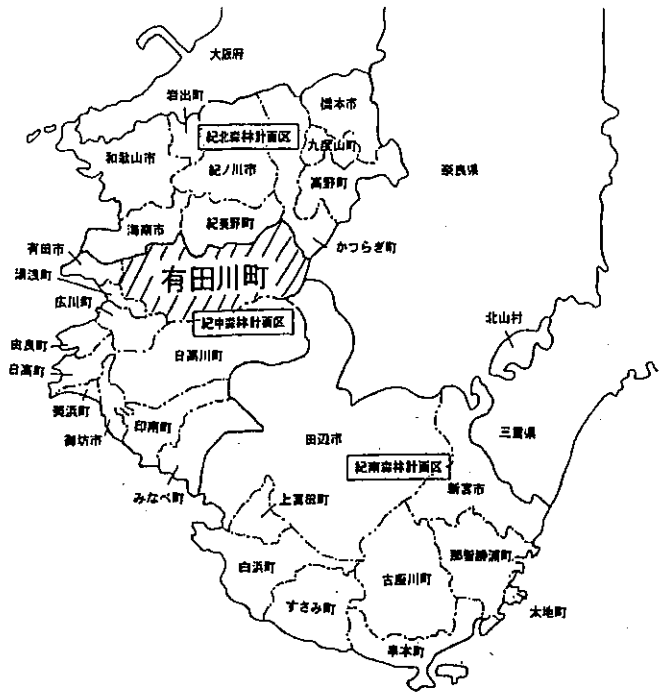 大阪府
岩出町
橋本市
紀北森林計画区
九度山町
和歌山市
紀ノ川市
高野町
奈良県
海南市
紀美野町
かつらぎ町
有田市
湯浅町
有田川町
広川町
紀中森林計画区
北山村
由良町
日高川町
日高町
美浜町
印南町
御坊市
田辺市
三重県
紀南森林計画区
みなべ町
上富田町
新宮市
那智勝浦町
白浜町
古座川町
すさみ町
太地町
串本町